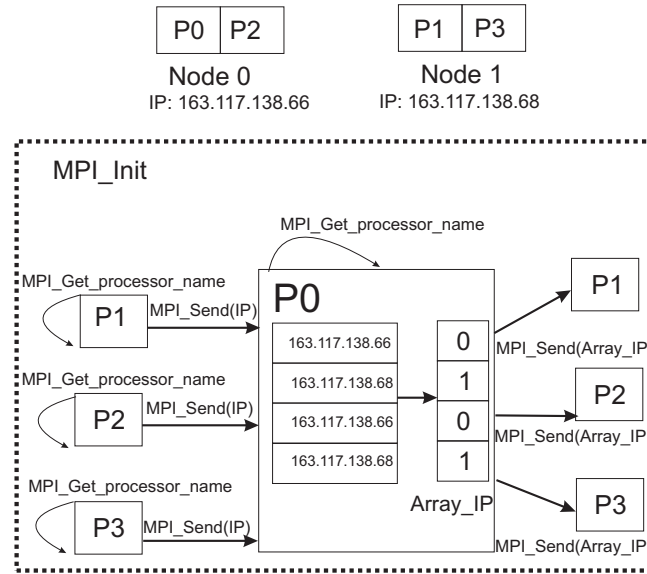 P0 P2
P1 P3
Node 0
IP: 163.117.138.66
Node 1
IP: 163.117.138.68
MPI_Init
MPI_Get_processor_name
MPI_Get_processor_name
P1
MPI_Send(IP)
P0
163.117.138.66
163.117.138.68
163.117.138.66
163.117.138.68
0
1
0
1
Array_IP
P1
MPI_Send(Array_IP
MPI_Get_processor_name
P2
MPI_Send(IP)
P2
MPI_Send(Array_IP
MPI_Get_processor_name
P3
MPI_Send(IP)
P3
MPI_Send(Array_IP